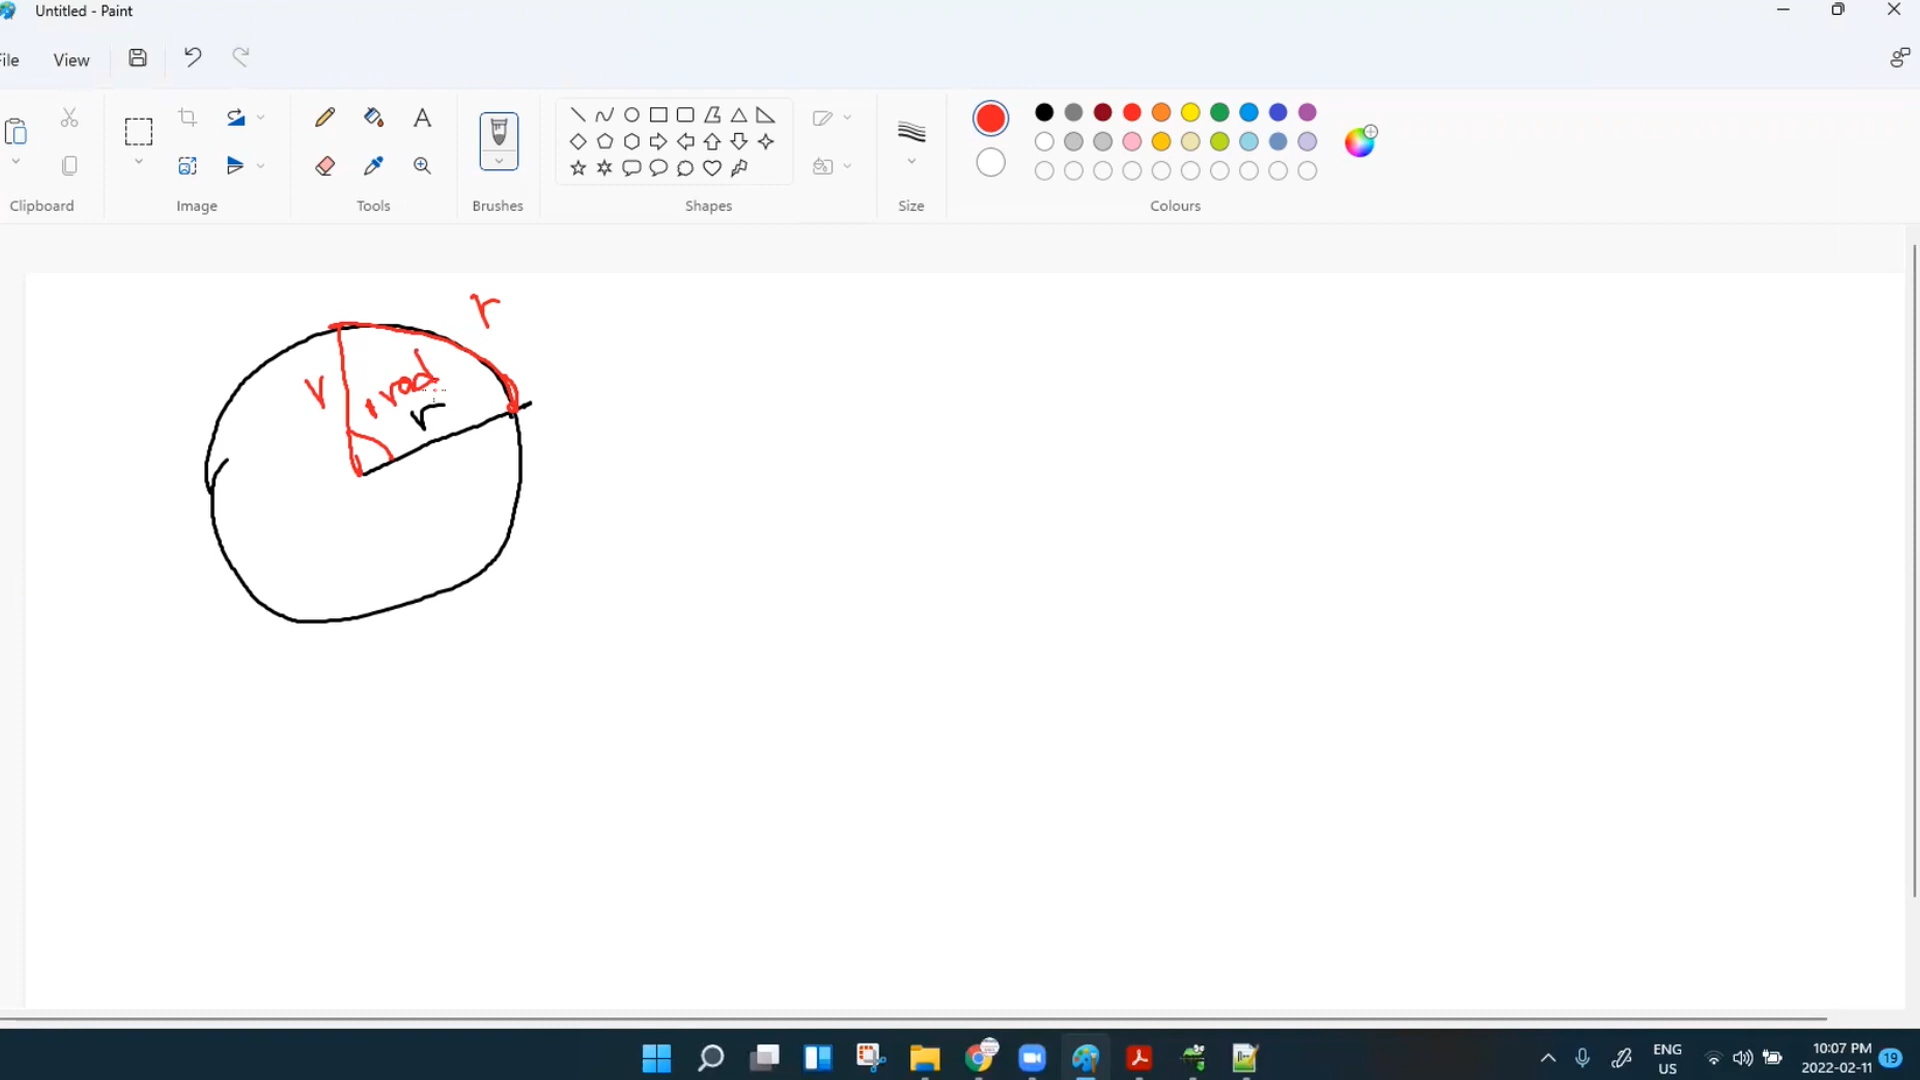 Untitled - Paint
File View
Clipboard Image Tools Brushes Shapes Size Colours
r
r 1 rad
r
ENG
US
10:07 PM
2022-02-11
19